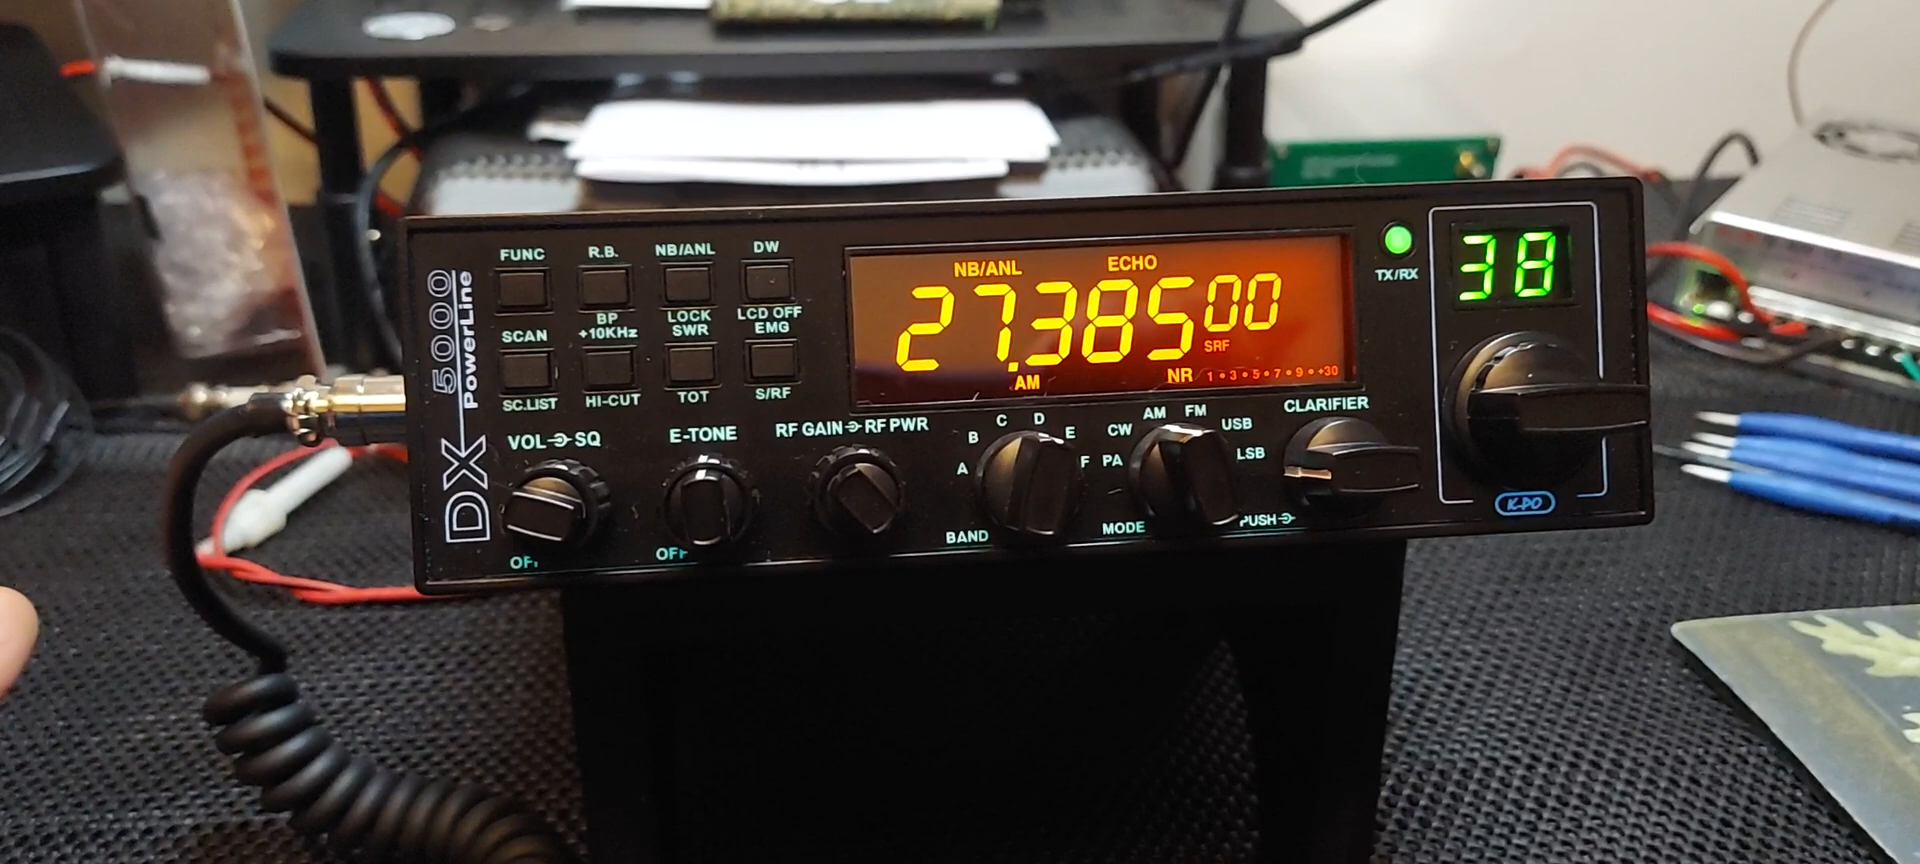 DX 5000
PowerLine
FUNC
R.B.
NB/ANL
DW
SCAN
BP
+10KHz
LOCK
SWR
LCD OFF
EMG
SC.LIST
HI-CUT
TOT
S/RF
NB/ANL
ECHO
27.38500
SRF
AM
NR
1•3•5•7•9•+30
TX/RX
38
VOL SQ
OFF
E-TONE
OFF
RF GAIN RF PWR
A
B
C
D
E
F
BAND
PA
CW
AM
FM
USB
LSB
MODE
CLARIFIER
PUSH
K-PO